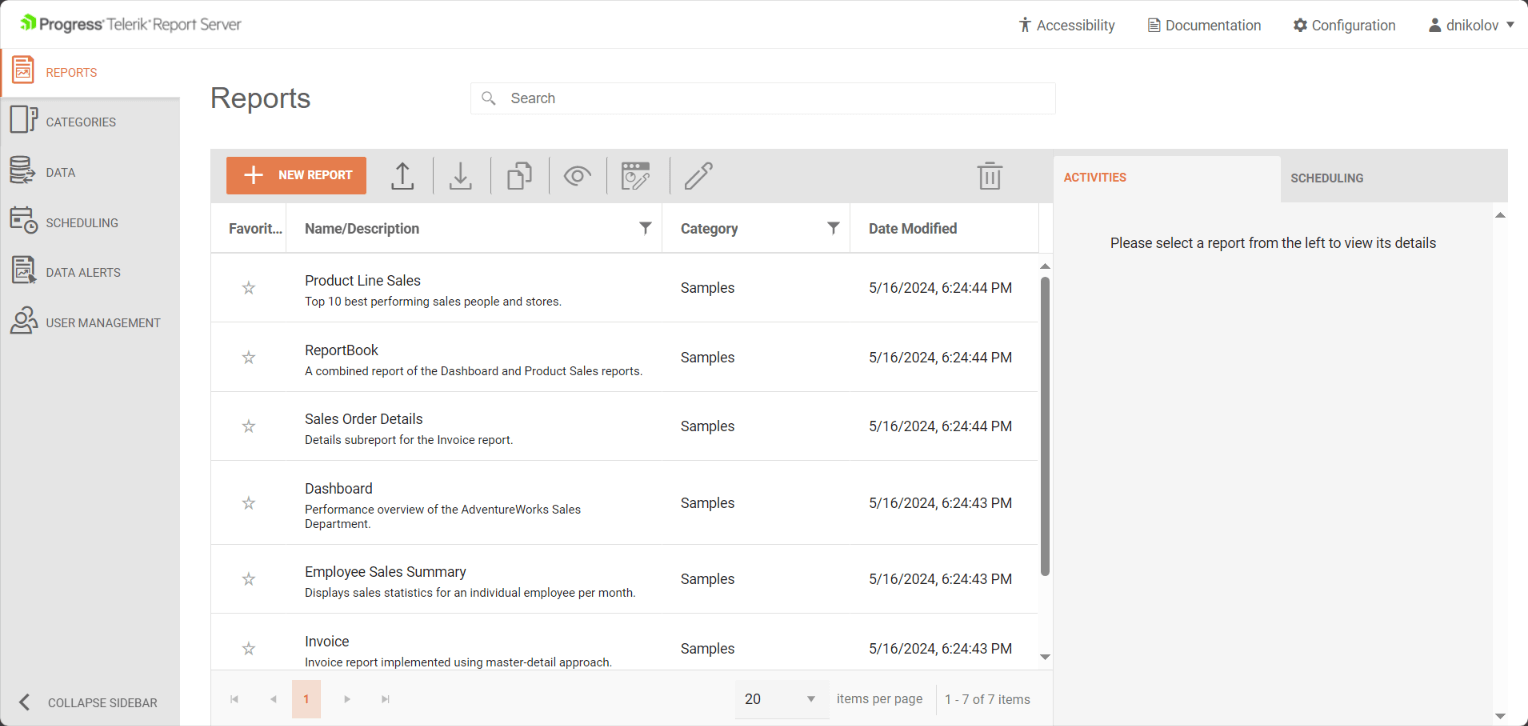 Progress® Telerik® Report Server
Accessibility
Documentation
Configuration
dnikolov
REPORTS
CATEGORIES
DATA
SCHEDULING
DATA ALERTS
USER MANAGEMENT
COLLAPSE SIDEBAR
Reports
Search
NEW REPORT
Favorit... Name/Description Category Date Modified
Product Line Sales
Top 10 best performing sales people and stores.
Samples 5/16/2024, 6:24:44 PM
ReportBook
A combined report of the Dashboard and Product Sales reports.
Samples 5/16/2024, 6:24:44 PM
Sales Order Details
Details subreport for the Invoice report.
Samples 5/16/2024, 6:24:44 PM
Dashboard
Performance overview of the AdventureWorks Sales
Department.
Samples 5/16/2024, 6:24:43 PM
Employee Sales Summary
Displays sales statistics for an individual employee per month.
Samples 5/16/2024, 6:24:43 PM
Invoice
Invoice report implemented using master-detail approach.
Samples 5/16/2024, 6:24:43 PM
1 20 items per page 1 - 7 of 7 items
ACTIVITIES SCHEDULING
Please select a report from the left to view its details